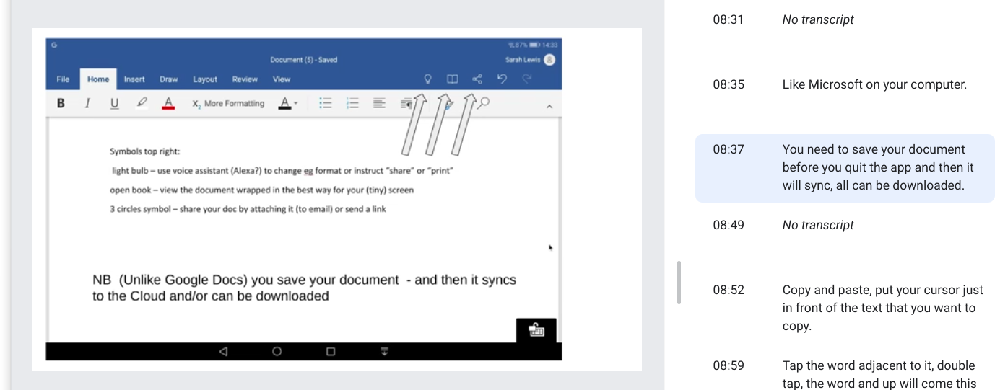 G
87% 14:33
Document (5) - Saved
Sarah Lewis
File Home Insert Draw Layout Review View
B I U A X₂ More Formatting A
Symbols top right:
light bulb – use voice assistant (Alexa?) to change eg format or instruct “share” or “print”
open book – view the document wrapped in the best way for your (tiny) screen
3 circles symbol – share your doc by attaching it (to email) or send a link
NB (Unlike Google Docs) you save your document - and then it syncs
to the Cloud and/or can be downloaded
08:31 No transcript
08:35 Like Microsoft on your computer.
08:37 You need to save your document
before you quit the app and then it
will sync, all can be downloaded.
08:49 No transcript
08:52 Copy and paste, put your cursor just
in front of the text that you want to
copy.
08:59 Tap the word adjacent to it, double
tap, the word and up will come this